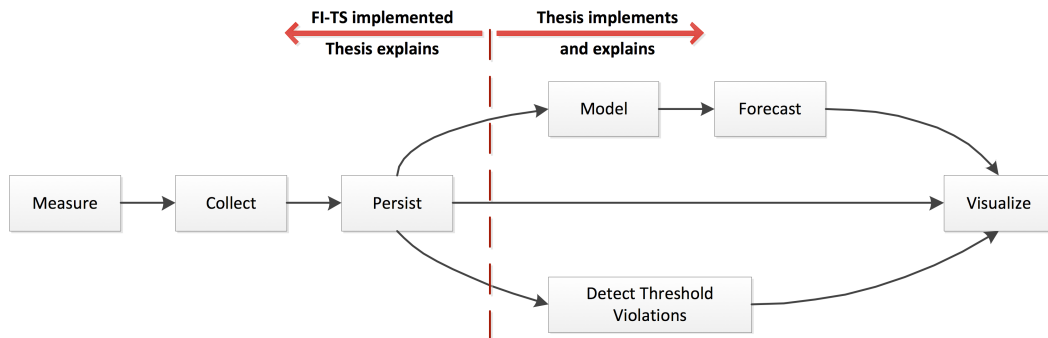 FI-TS implemented
Thesis explains
Thesis implements
and explains
Model
Forecast
Measure
Collect
Persist
Visualize
Detect Threshold
Violations